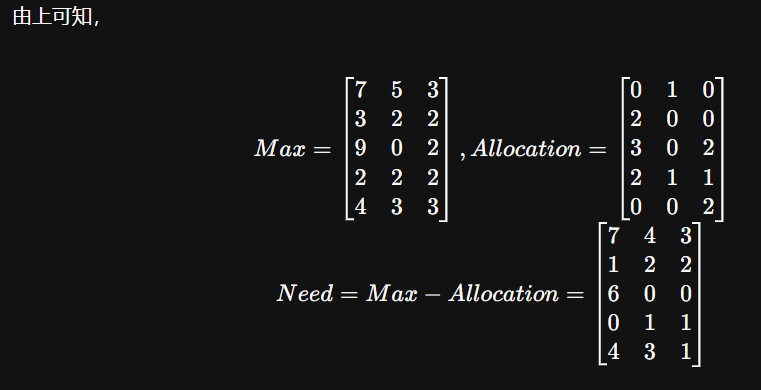 由上可知，
Max = [7 5 3; 3 2 2; 9 0 2; 2 2 2; 4 3 3], Allocation = [0 1 0; 2 0 0; 3 0 2; 2 1 1; 0 0 2]
Need = Max − Allocation = [7 4 3; 1 2 2; 6 0 0; 0 1 1; 4 3 1]